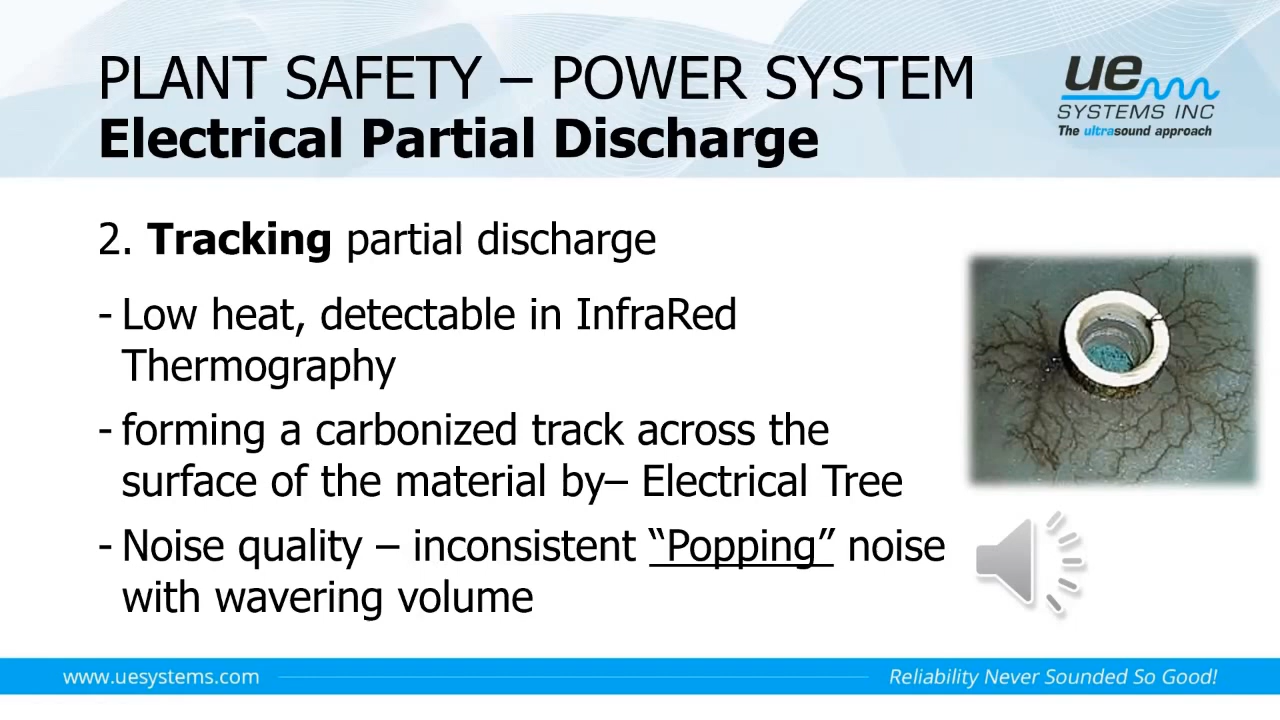 PLANT SAFETY – POWER SYSTEM
Electrical Partial Discharge
ue
SYSTEMS INC
The ultrasound approach
2. Tracking partial discharge
- Low heat, detectable in InfraRed
Thermography
- forming a carbonized track across the
surface of the material by– Electrical Tree
- Noise quality – inconsistent “Popping” noise
with wavering volume
www.uesystems.com
Reliability Never Sounded So Good!